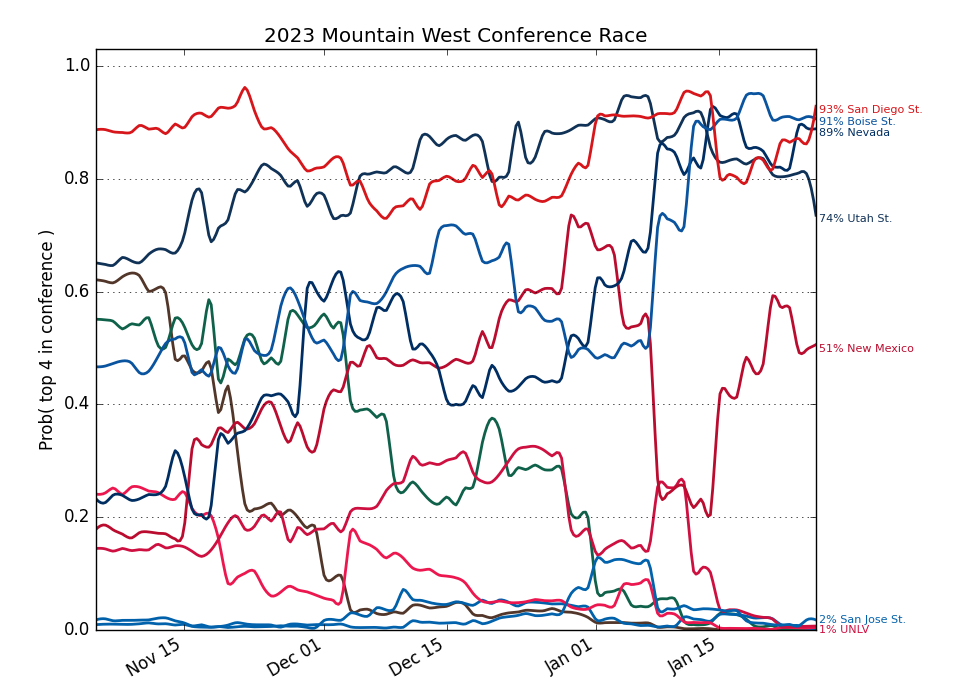 2023 Mountain West Conference Race
Prob( top 4 in conference )
1.0
0.8
0.6
0.4
0.2
0.0
Nov 15
Dec 01
Dec 15
Jan 01
Jan 15
93% San Diego St.
91% Boise St.
89% Nevada
74% Utah St.
51% New Mexico
2% San Jose St.
1% UNLV